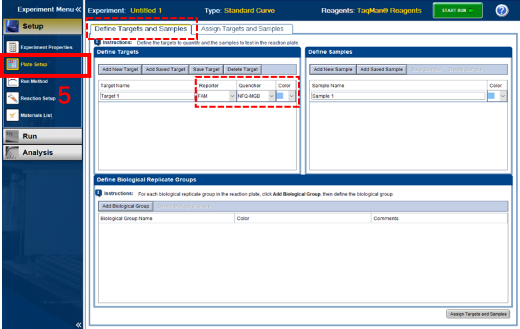 Experiment Menu «
Experiment: Untitled 1
Type: Standard Curve
Reagents: TaqMan® Reagents
START RUN
Setup
Define Targets and Samples
Assign Targets and Samples
Instructions: Define the targets to quantify and the samples to test in the reaction plate
Experiment Properties
Define Targets
Define Samples
Plate Setup
Add New Target
Add Saved Target
Save Target
Delete Target
Add New Sample
Add Saved Sample
Run Method
5
Target Name
Reporter
Quencher
Color
Sample Name
Color
Reaction Setup
Target 1
FAM
NFQ-MGB
Sample 1
Materials List
Run
Analysis
Define Biological Replicate Groups
Instructions: For each biological replicate group in the reaction plate, click Add Biological Group, then define the biological group
Add Biological Group
Biological Group Name
Color
Comments
Assign Targets and Samples
«